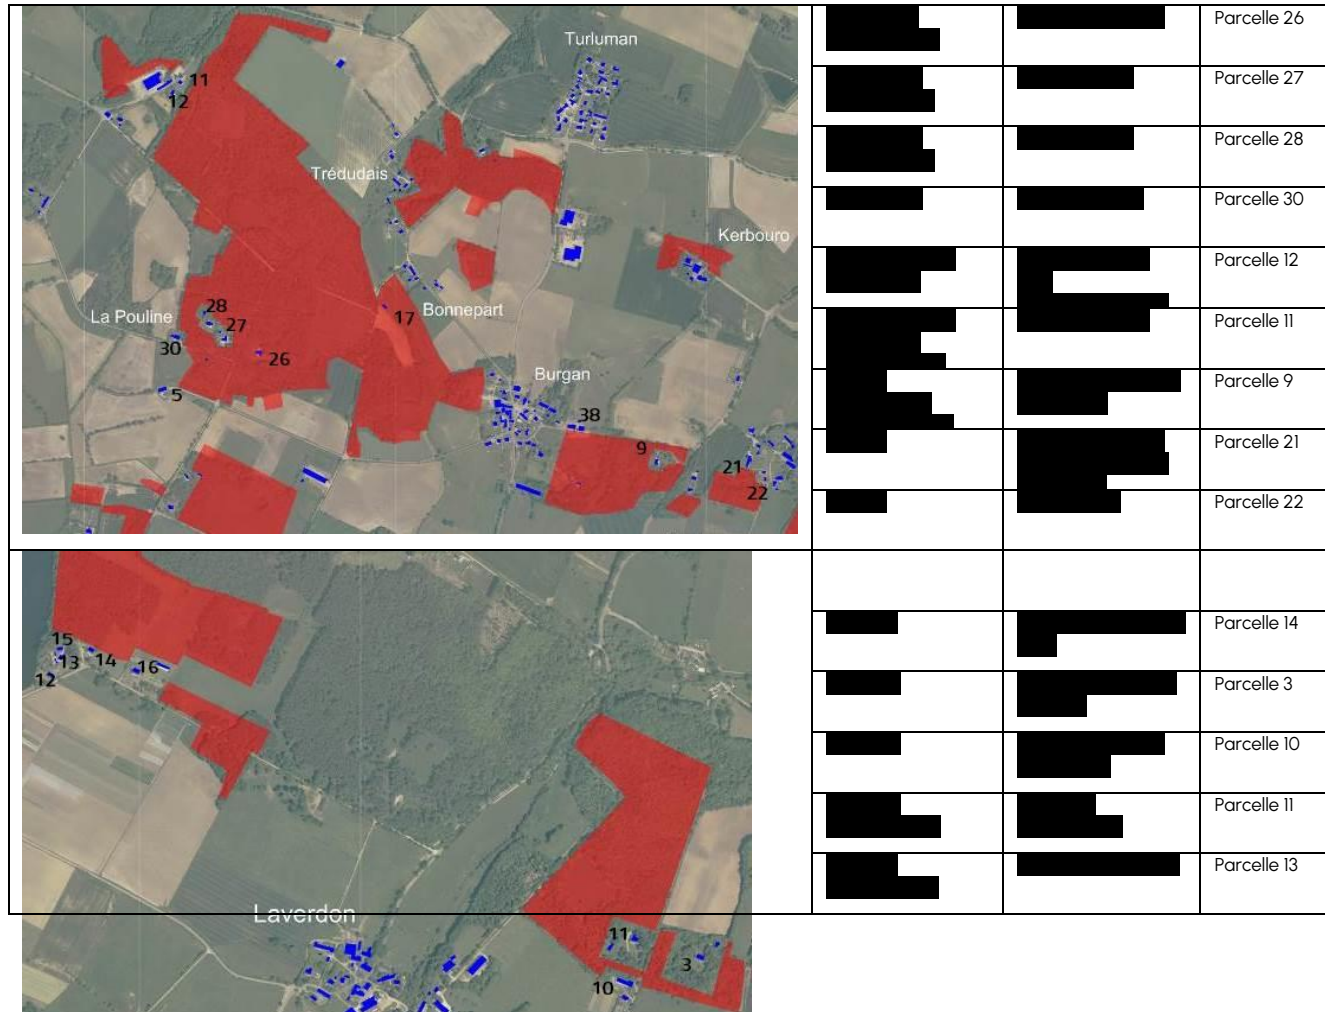 Turluman
11
12
Trédudais
Kerbouro
28
La Pouline
27
17
Bonnepart
30
26
5
Burgan
38
9
21
22
Parcelle 26
Parcelle 27
Parcelle 28
Parcelle 30
Parcelle 12
Parcelle 11
Parcelle 9
Parcelle 21
Parcelle 22
15
13
14
16
12
Laverdon
11
3
10
Parcelle 14
Parcelle 3
Parcelle 10
Parcelle 11
Parcelle 13